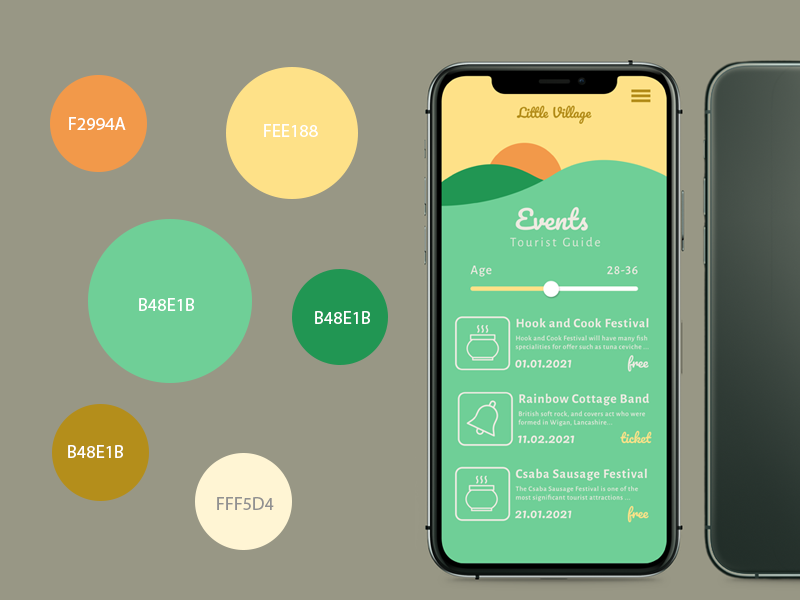 F2994A
FEE188
B48E1B
B48E1B
B48E1B
FFF5D4
Little Village
Events
Tourist Guide
Age 28-36
Hook and Cook Festival
Hook and Cook Festival will have many fish
specialities for offer such as tuna ceviche ...
01.01.2021 free
Rainbow Cottage Band
British soft rock, and covers act who were
formed in Wigan, Lancashire...
11.02.2021 ticket
Csaba Sausage Festival
The Csaba Sausage Festival is one of the
most significant tourist attractions ...
21.01.2021 free